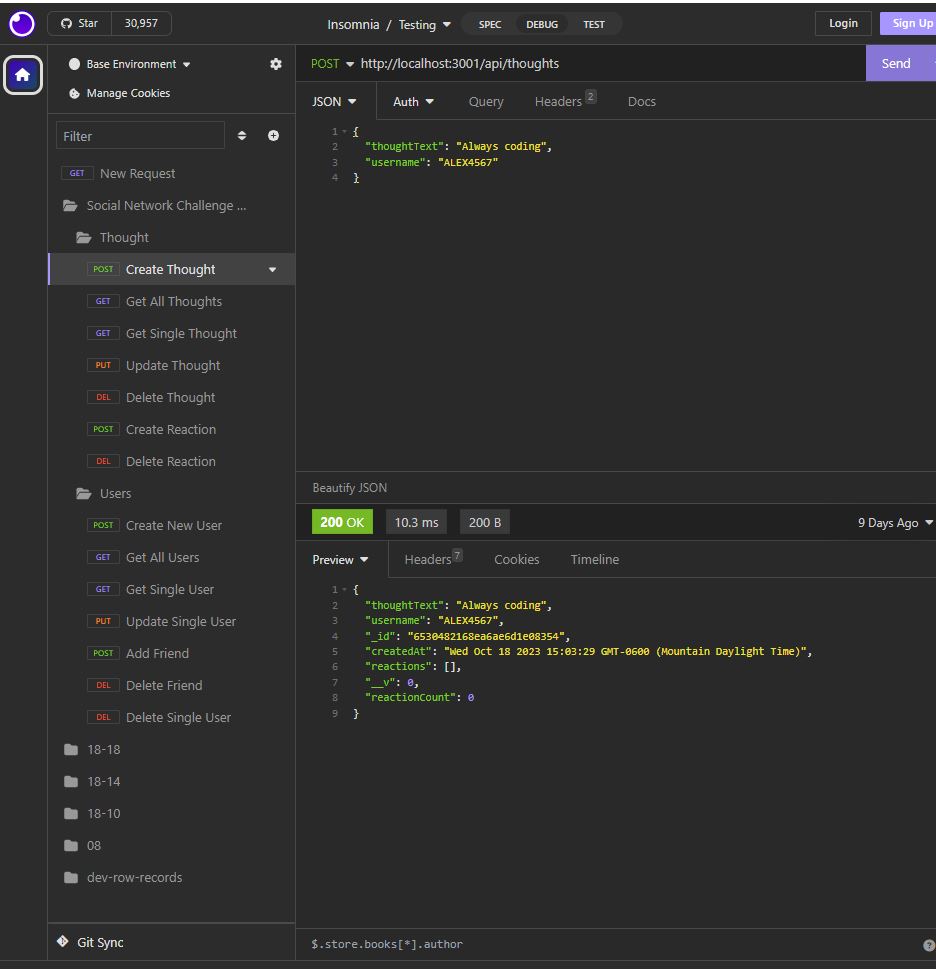 Star 30,957 Insomnia / Testing SPEC DEBUG TEST Login Sign Up
Base Environment
Manage Cookies
Filter
GET New Request
Social Network Challenge ...
Thought
POST Create Thought
GET Get All Thoughts
GET Get Single Thought
PUT Update Thought
DEL Delete Thought
POST Create Reaction
DEL Delete Reaction
Users
POST Create New User
GET Get All Users
GET Get Single User
PUT Update Single User
POST Add Friend
DEL Delete Friend
DEL Delete Single User
18-18
18-14
18-10
08
dev-row-records
Git Sync
POST http://localhost:3001/api/thoughts Send
JSON Auth Query Headers 2 Docs
1 {
2 "thoughtText": "Always coding",
3 "username": "ALEX4567"
4 }
Beautify JSON
200 OK 10.3 ms 200 B 9 Days Ago
Preview Headers 7 Cookies Timeline
1 {
2 "thoughtText": "Always coding",
3 "username": "ALEX4567",
4 "_id": "6530482168ea6ae6d1e08354",
5 "createdAt": "Wed Oct 18 2023 15:03:29 GMT-0600 (Mountain Daylight Time)",
6 "reactions": [],
7 "__v": 0,
8 "reactionCount": 0
9 }
$.store.books[*].author